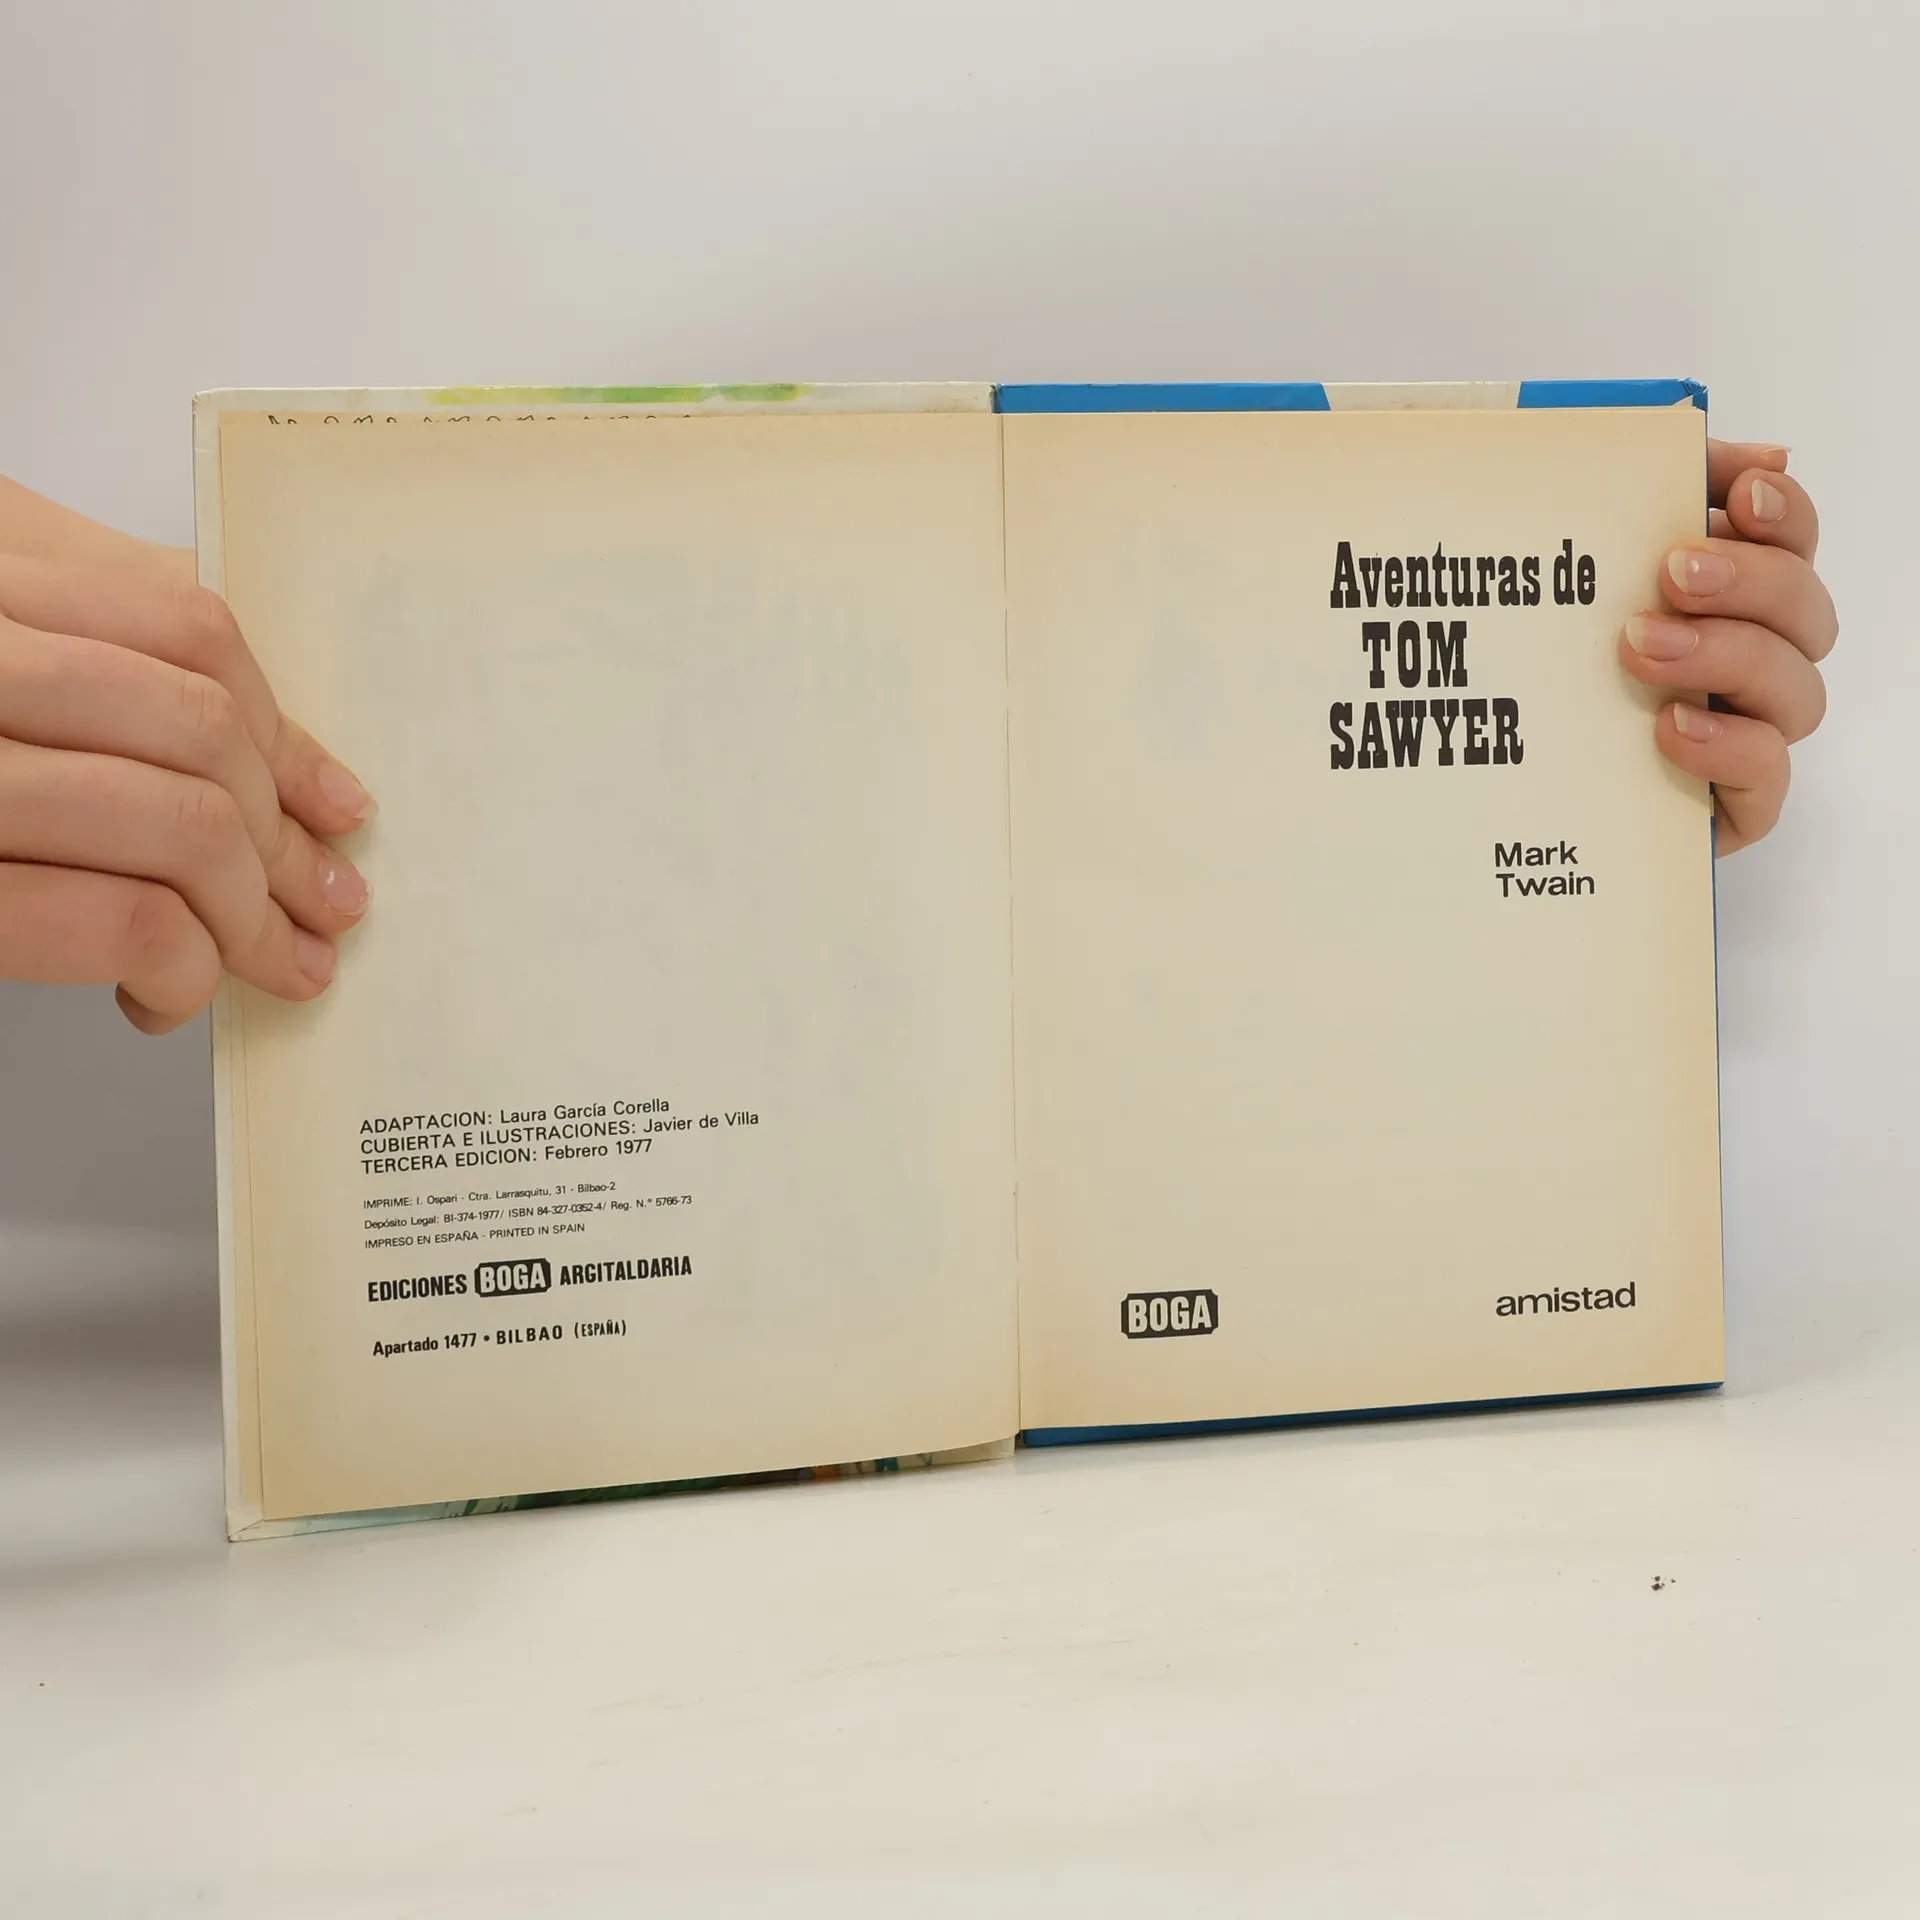 ADAPTACION: Laura García Corella
CUBIERTA E ILUSTRACIONES: Javier de Villa
TERCERA EDICION: Febrero 1977
IMPRIME: I. Ospari - Ctra. Larrasquitu, 31 - Bilbao-2
Depósito Legal: BI-374-1977/ ISBN 84-327-0352-4/ Reg. N.° 5766-73
IMPRESO EN ESPAÑA - PRINTED IN SPAIN
EDICIONES BOGA ARGITALDARIA
Apartado 1477 • BILBAO (ESPAÑA)
Aventuras de
TOM
SAWYER
Mark
Twain
BOGA
amistad